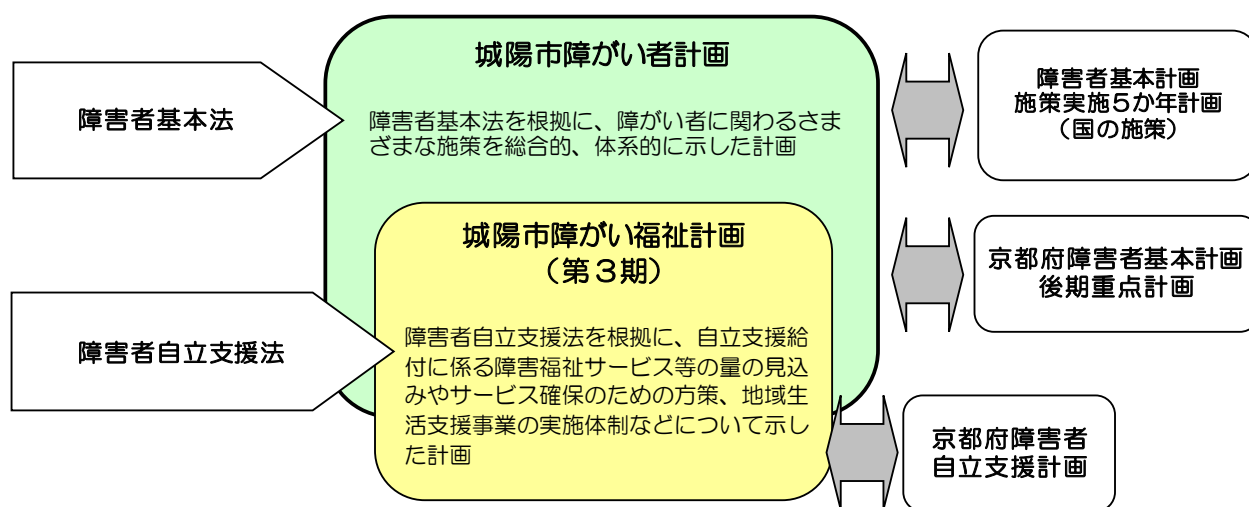 城陽市障がい者計画
障害者基本法
障害者基本法を根拠に、障がい者に関わるさま
ざまな施策を総合的、体系的に示した計画
障害者基本計画
施策実施5か年計画
（国の施策）
城陽市障がい福祉計画
（第３期）
京都府障害者基本計画
後期重点計画
障害者自立支援法
障害者自立支援法を根拠に、自立支援給
付に係る障害福祉サービス等の量の見込
みやサービス確保のための方策、地域生
活支援事業の実施体制などについて示し
た計画
京都府障害者
自立支援計画